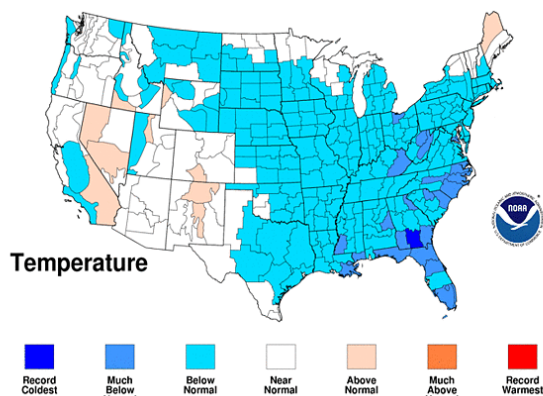 NOAA
Temperature
Record
Coldest
Much
Below
Below
Normal
Near
Normal
Above
Normal
Much
Above
Record
Warmest